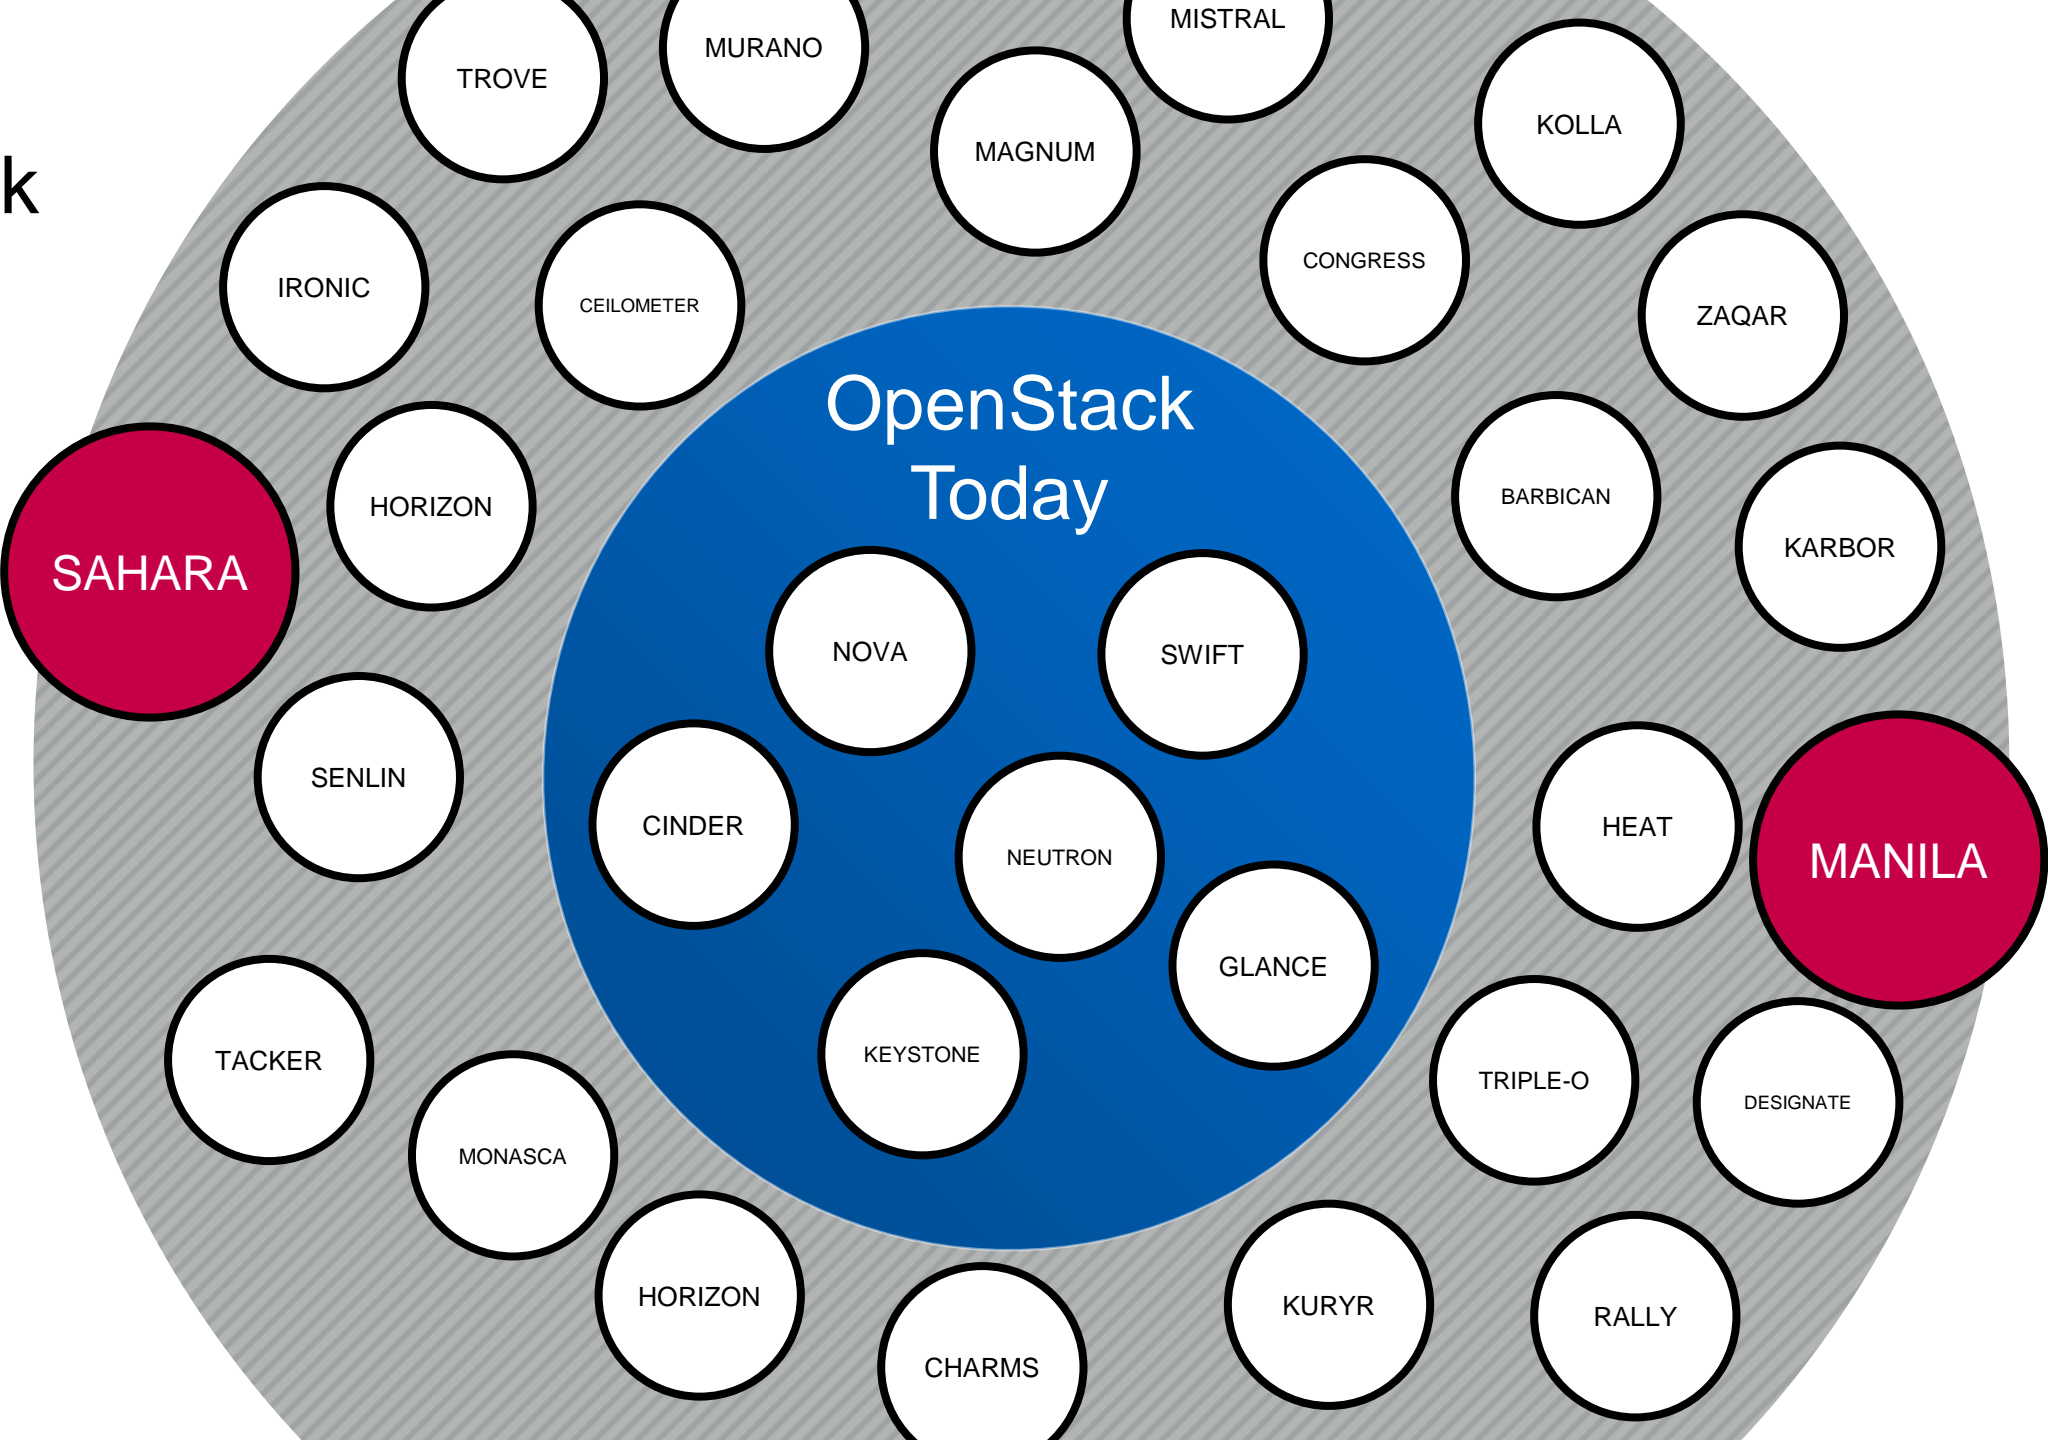 MISTRAL
MURANO
TROVE
KOLLA
MAGNUM
k
CONGRESS
IRONIC
CEILOMETER
ZAQAR
OpenStack
Today
BARBICAN
HORIZON
KARBOR
SAHARA
NOVA
SWIFT
SENLIN
CINDER
HEAT
NEUTRON
MANILA
GLANCE
KEYSTONE
TACKER
TRIPLE-O
DESIGNATE
MONASCA
HORIZON
KURYR
RALLY
CHARMS